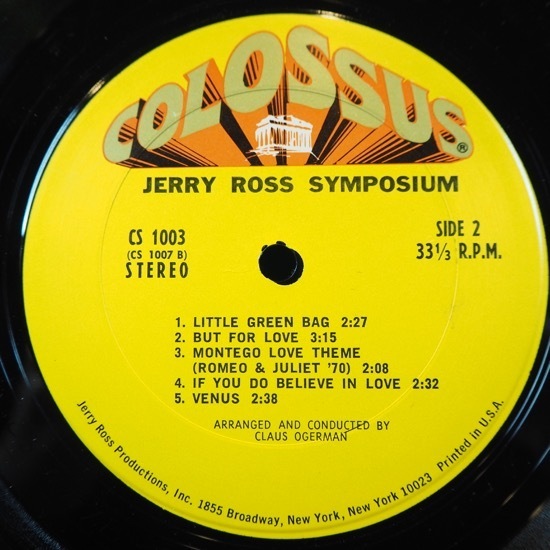 COLOSSUS®
JERRY ROSS SYMPOSIUM
CS 1003
(CS 1007 B)
STEREO
SIDE 2
33 1/3 R.P.M.
1. LITTLE GREEN BAG 2:27
2. BUT FOR LOVE 3:15
3. MONTEGO LOVE THEME
(ROMEO & JULIET '70) 2:08
4. IF YOU DO BELIEVE IN LOVE 2:32
5. VENUS 2:38
ARRANGED AND CONDUCTED BY
CLAUS OGERMAN
Jerry Ross Productions, Inc. 1855 Broadway, New York, New York 10023 Printed in U.S.A.